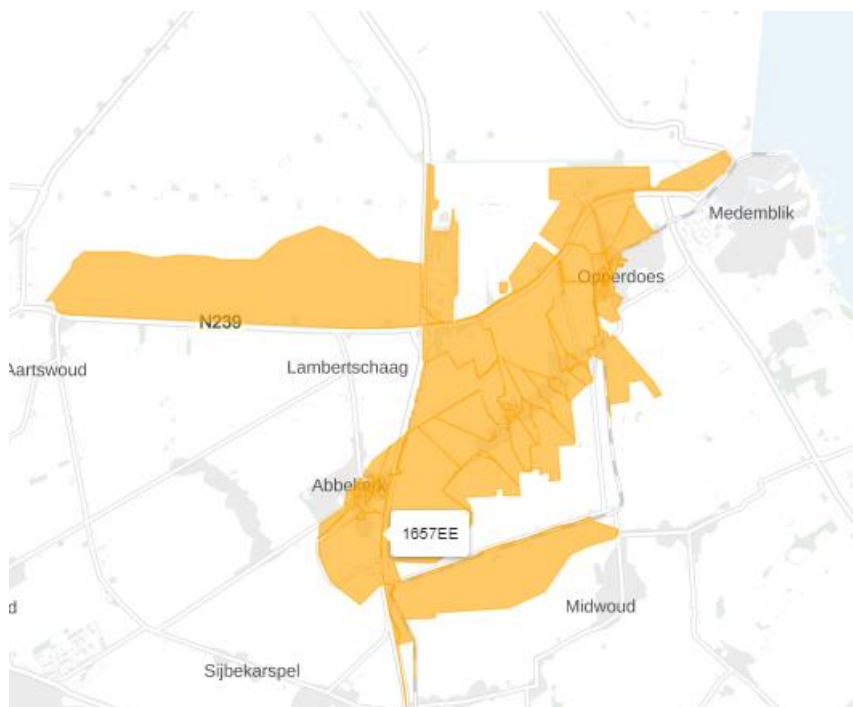 Medemblik
Opperdoes
N239
Lambertschaag
Aartswoud
Abbekerk
1657EE
Midwoud
d
Sijbekarspel